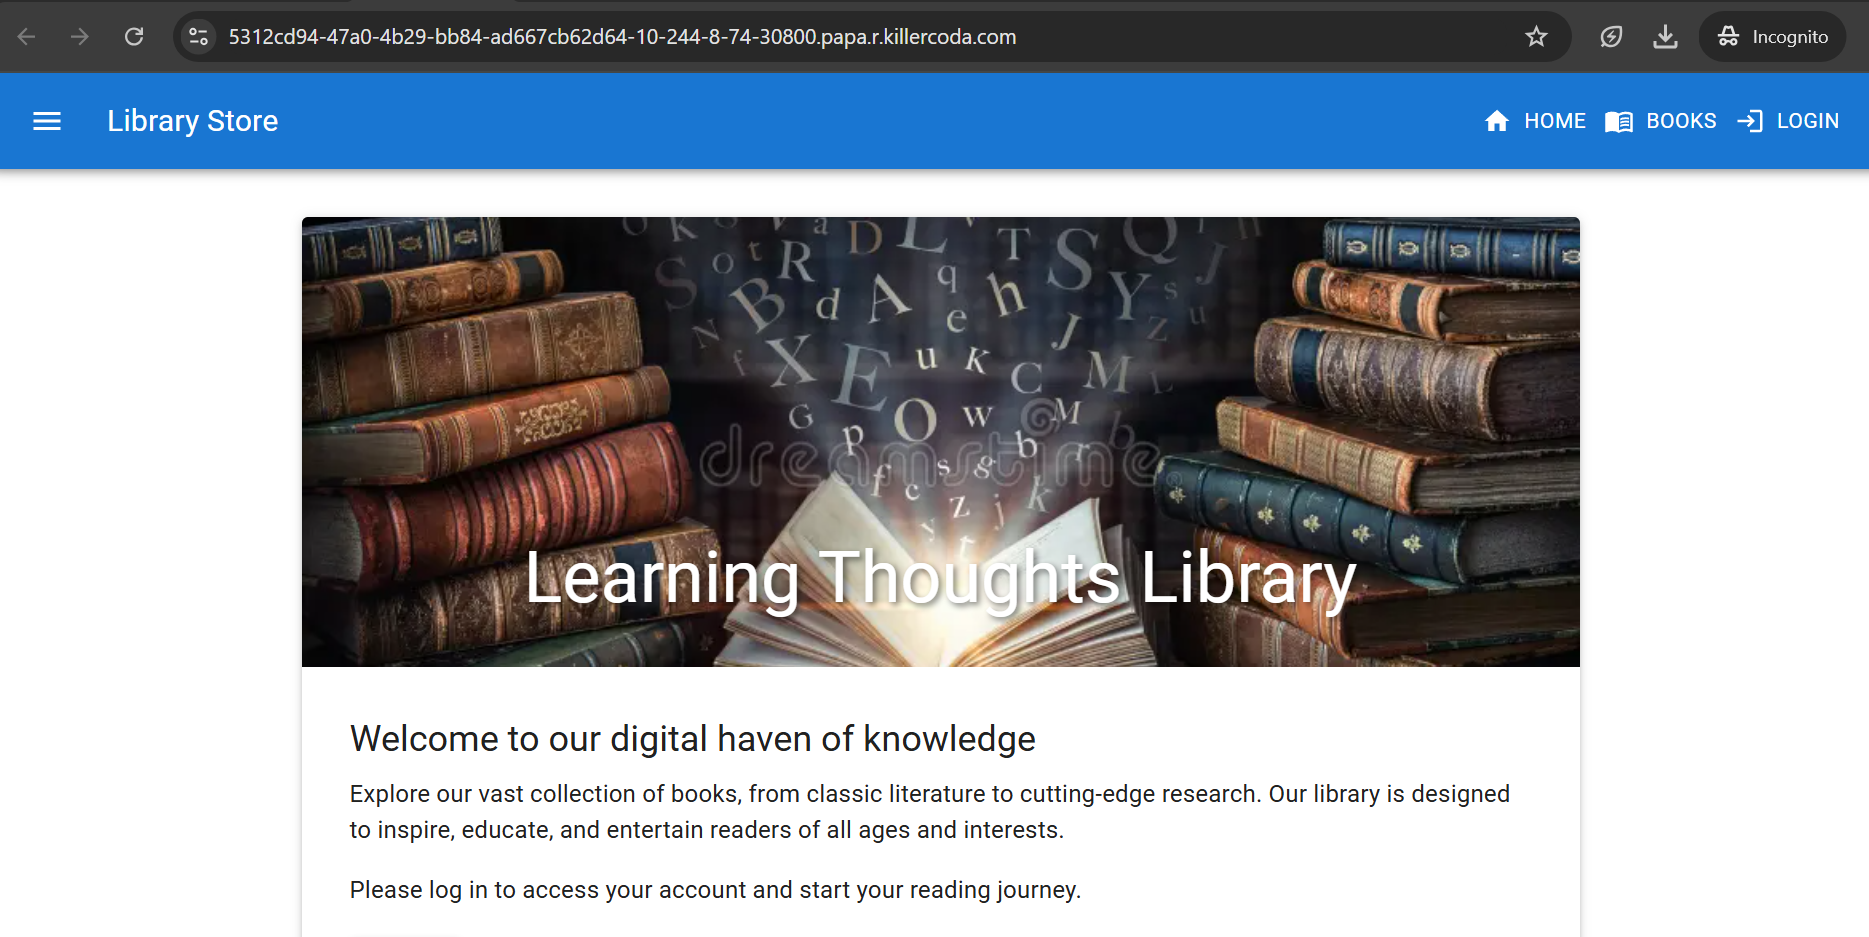 5312cd94-47a0-4b29-bb84-ad667cb62d64-10-244-8-74-30800.papa.r.killercoda.com
Incognito
Library Store
HOME
BOOKS
LOGIN
dreamstime
Learning Thoughts Library
Welcome to our digital haven of knowledge
Explore our vast collection of books, from classic literature to cutting-edge research. Our library is designed
to inspire, educate, and entertain readers of all ages and interests.
Please log in to access your account and start your reading journey.